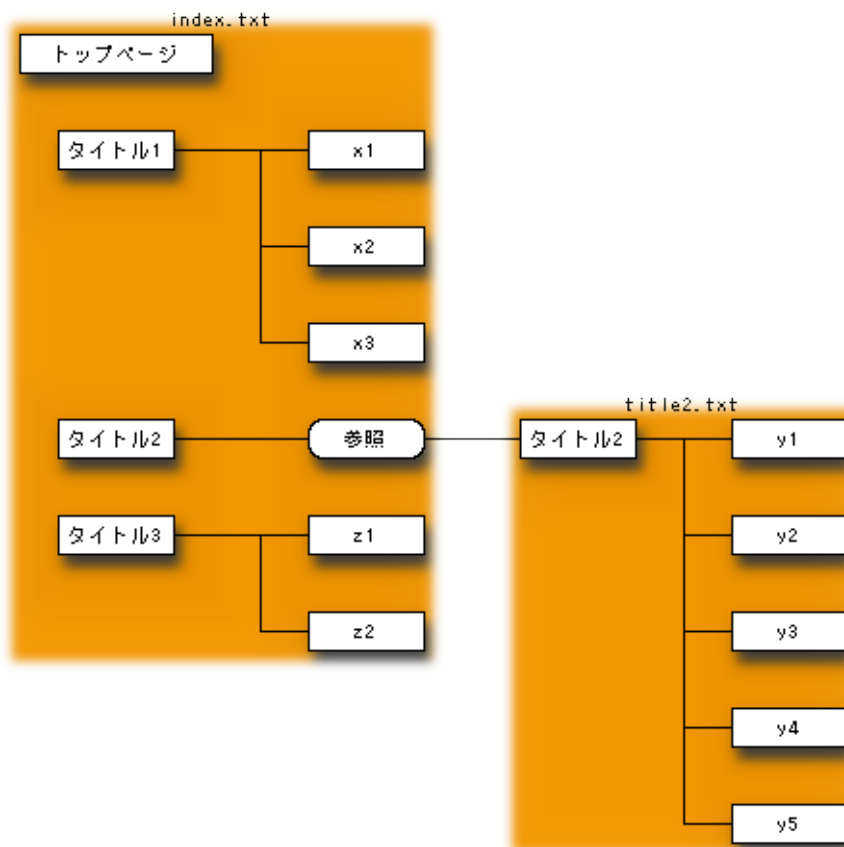 index.txt
トップページ
タイトル1
x1
x2
x3
タイトル2
参照
タイトル3
z1
z2
title2.txt
タイトル2
y1
y2
y3
y4
y5